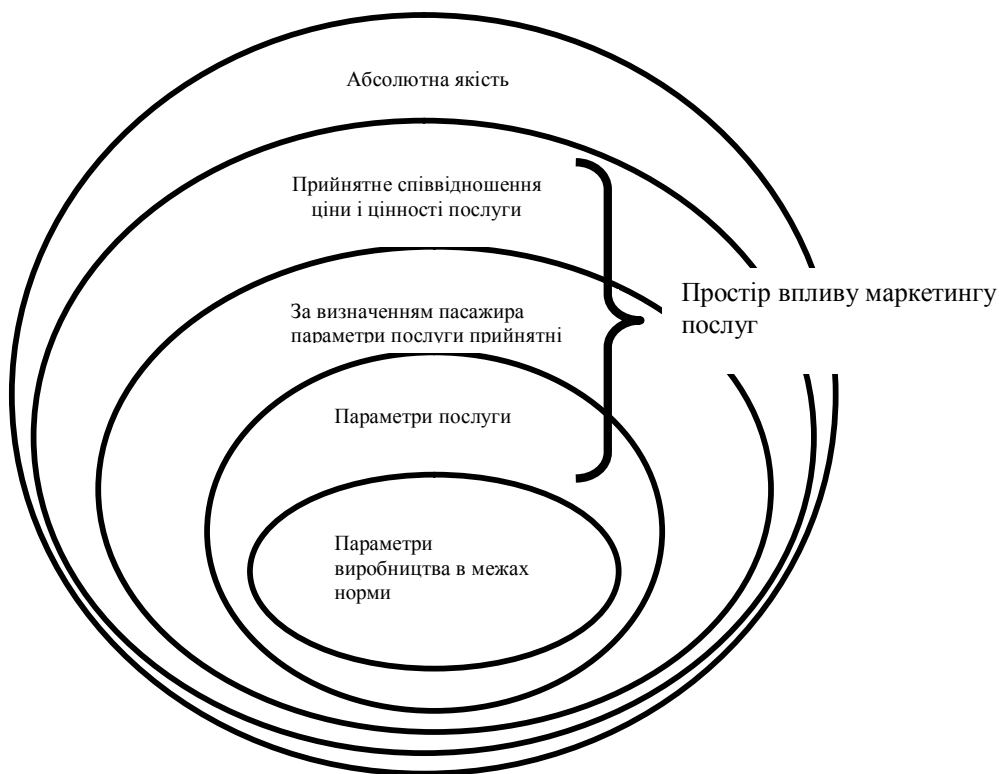 Абсолютна якість
Прийнятне співвідношення
ціни і цінності послуги
Простір впливу маркетингу
послуг
За визначенням пасажира
параметри послуги прийнятні
Параметри послуги
Параметри
виробництва в межах
норми